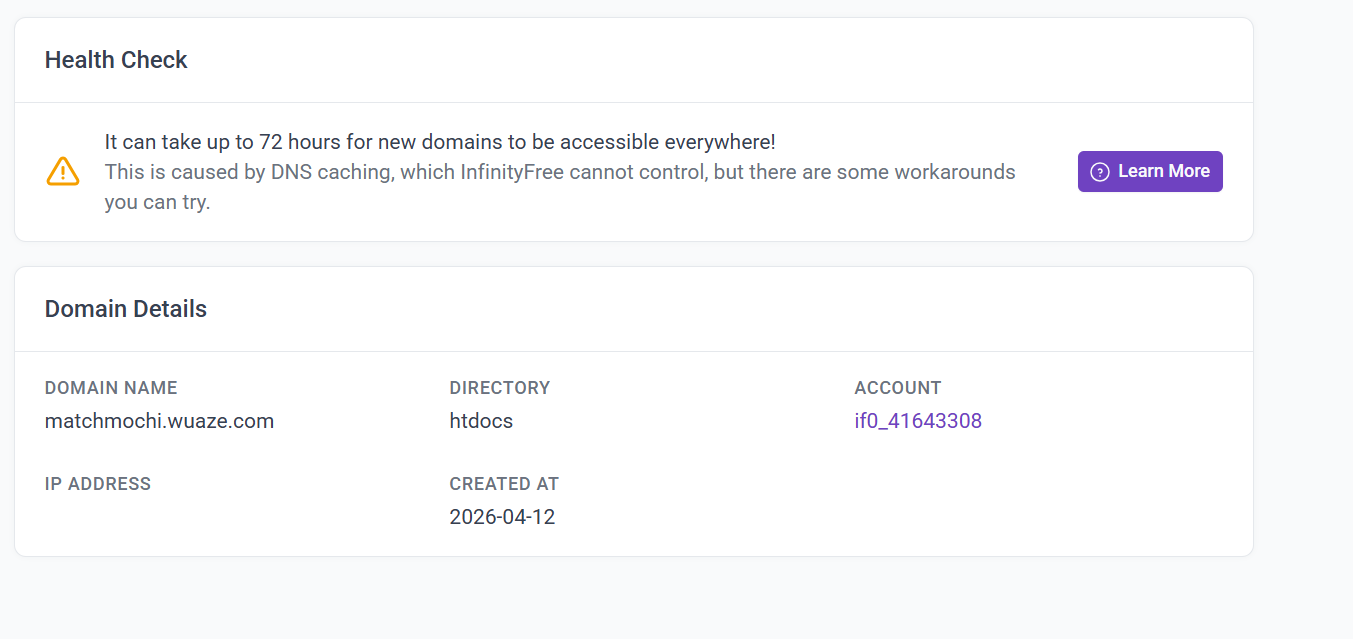 Health Check
It can take up to 72 hours for new domains to be accessible everywhere!
This is caused by DNS caching, which InfinityFree cannot control, but there are some workarounds
you can try.
Learn More
Domain Details
DOMAIN NAME
matchmochi.wuaze.com
DIRECTORY
htdocs
ACCOUNT
if0_41643308
IP ADDRESS
CREATED AT
2026-04-12